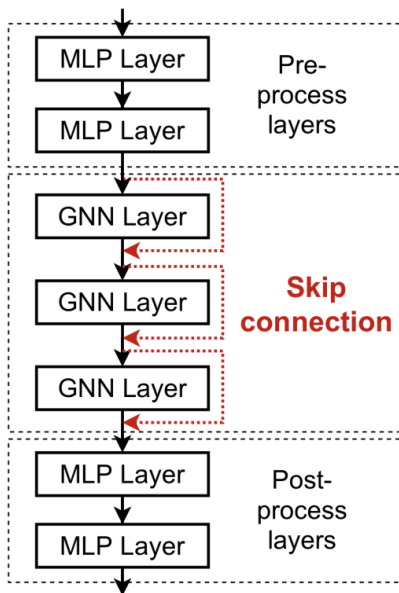 MLP Layer
MLP Layer
Pre-
process
layers
GNN Layer
GNN Layer
GNN Layer
Skip
connection
MLP Layer
MLP Layer
Post-
process
layers